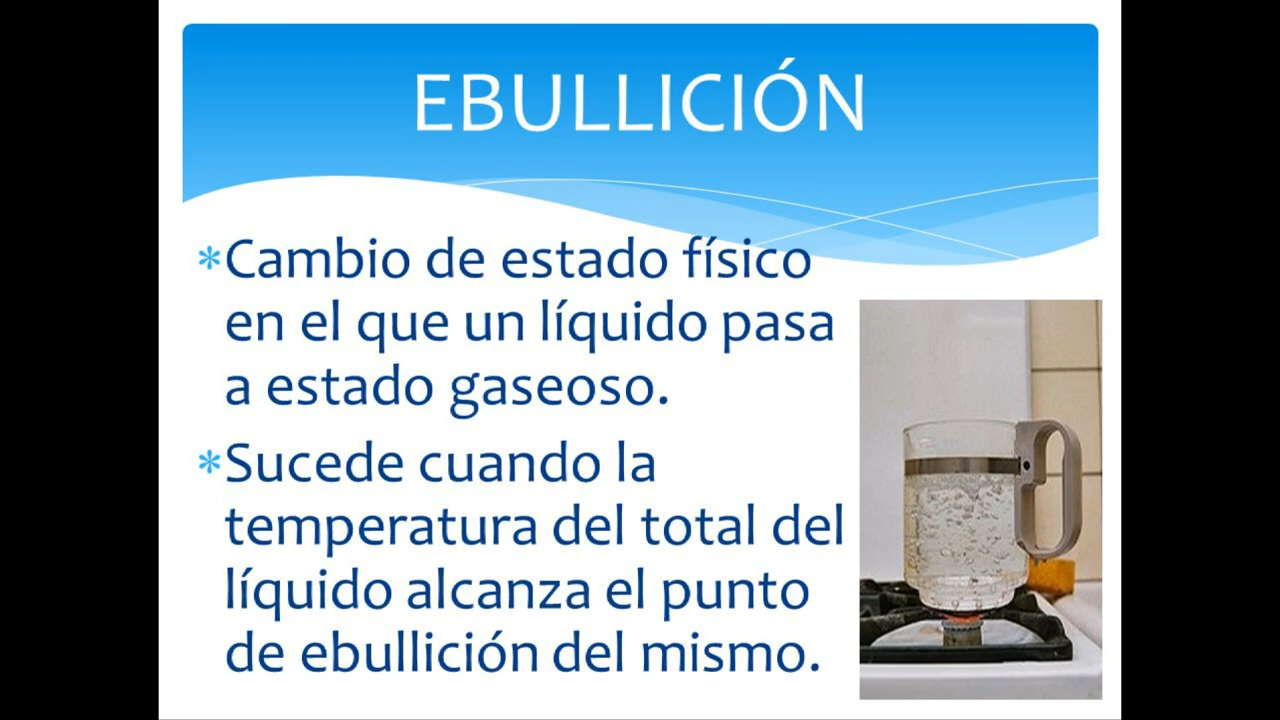 EBULLICIÓN
*Cambio de estado físico
en el que un líquido pasa
a estado gaseoso.
*Sucede cuando la
temperatura del total del
líquido alcanza el punto
de ebullición del mismo.